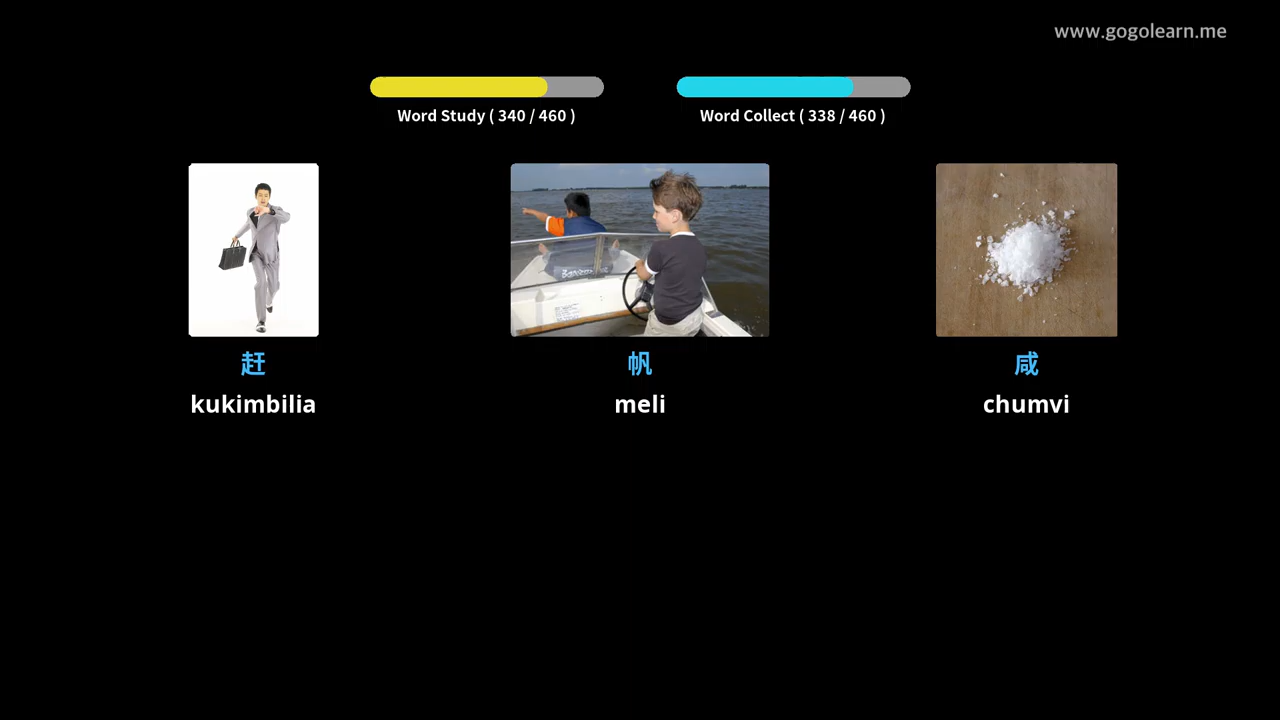 www.gogolearn.me
Word Study ( 340 / 460 )
Word Collect ( 338 / 460 )
赶
帆
咸
kukimbilia
meli
chumvi